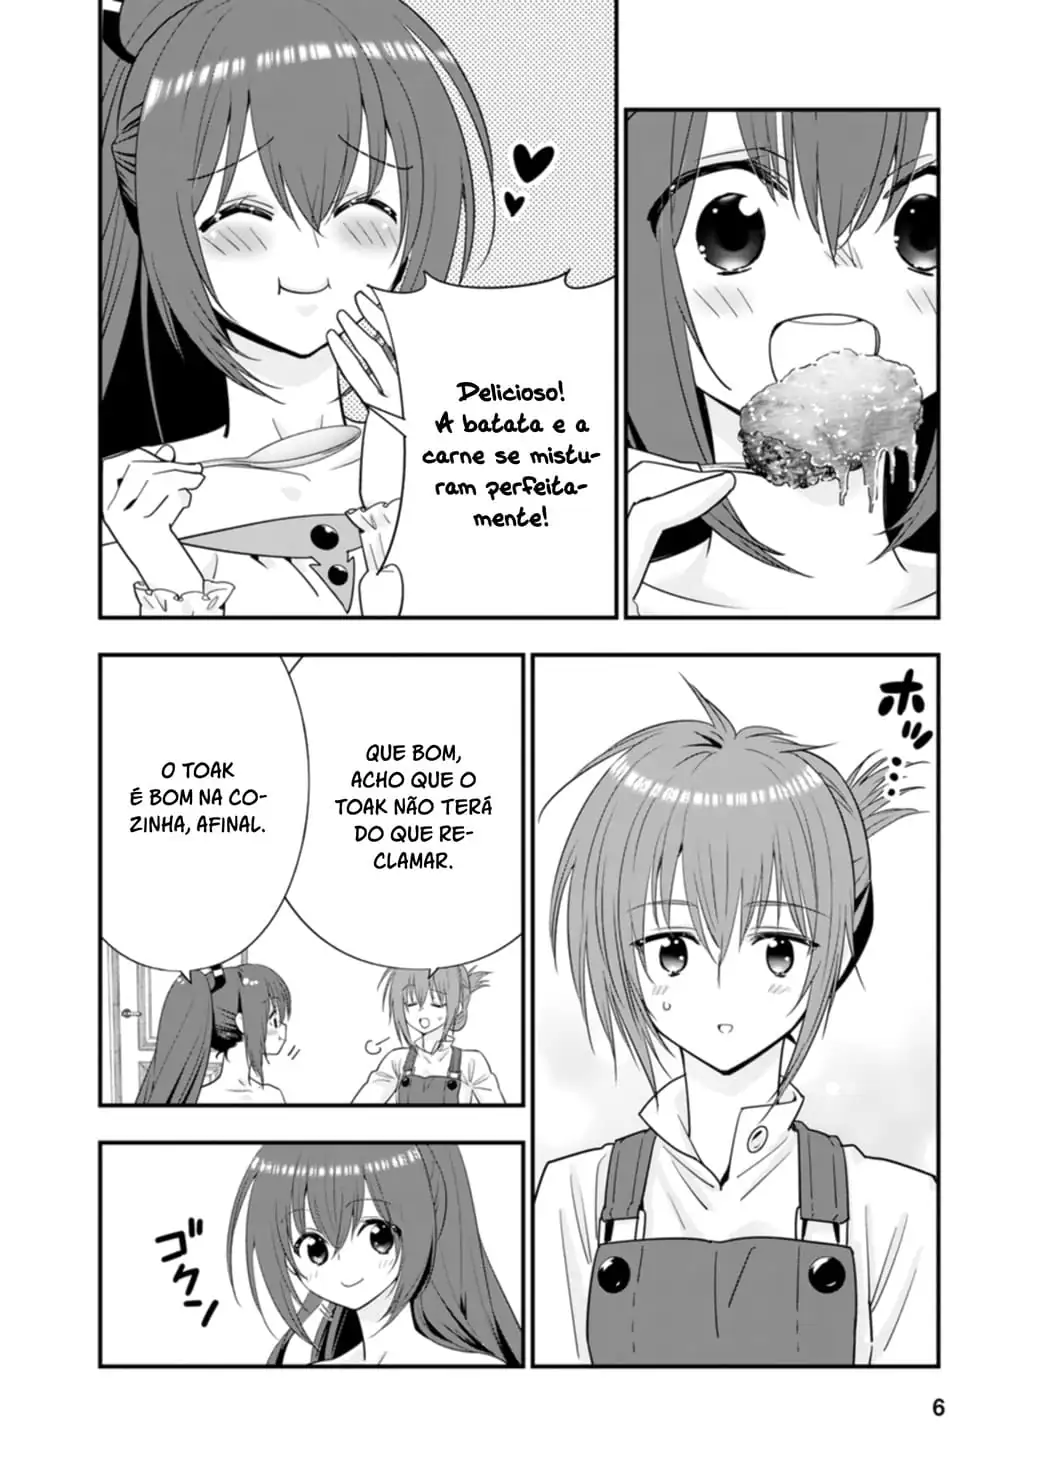 Delicioso!
A batata e a
carne se mistu-
ram perfeita-
mente!
ホッ…
QUE BOM,
ACHO QUE O
TOAK NÃO TERÁ
DO QUE RE-
CLAMAR.
O TOAK
É BOM NA CO-
ZINHA, AFINAL.
ゴクン
6